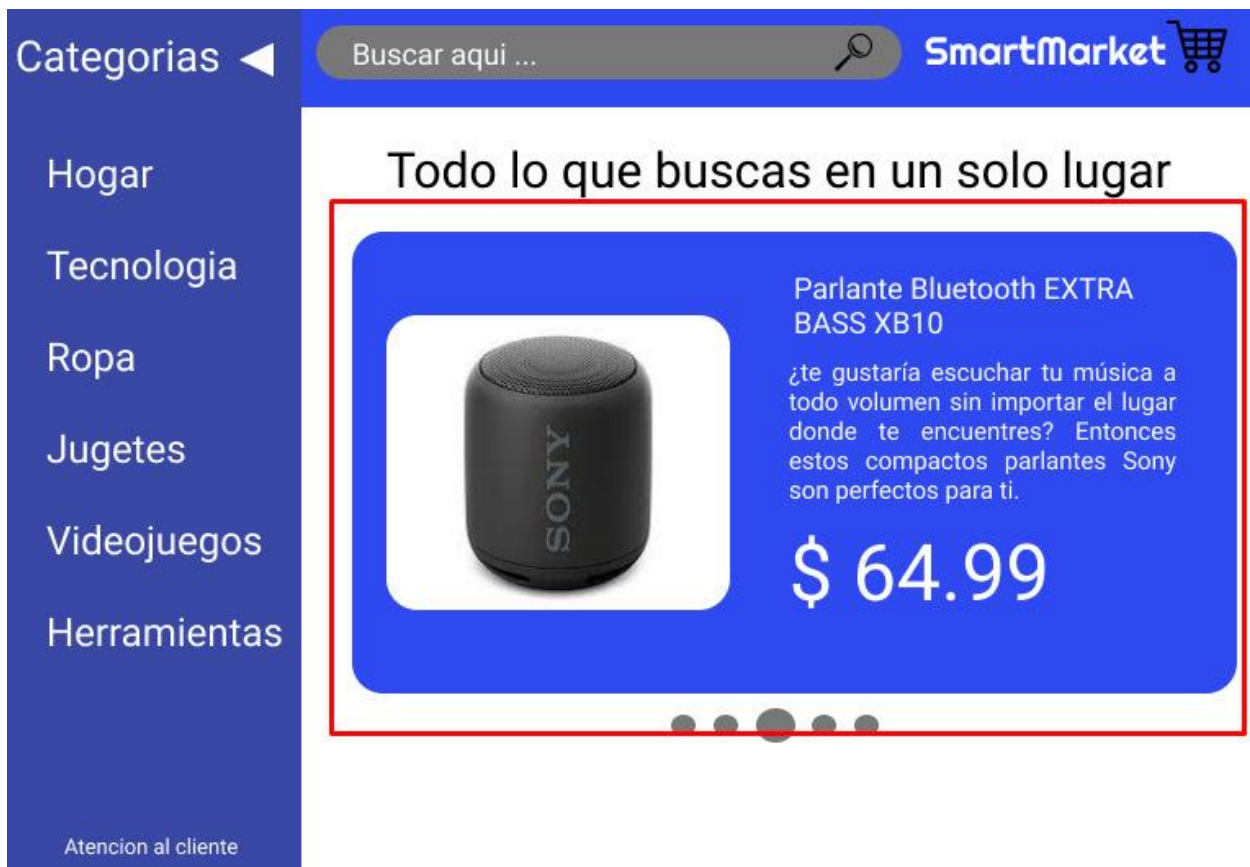 Categorias
Buscar aqui ...
SmartMarket
Hogar
Tecnologia
Ropa
Jugetes
Videojuegos
Herramientas
Atencion al cliente
Todo lo que buscas en un solo lugar
SONY
Parlante Bluetooth EXTRA
BASS XB10
¿te gustaría escuchar tu música a
todo volumen sin importar el lugar
donde te encuentres? Entonces
estos compactos parlantes Sony
son perfectos para ti.
$ 64.99